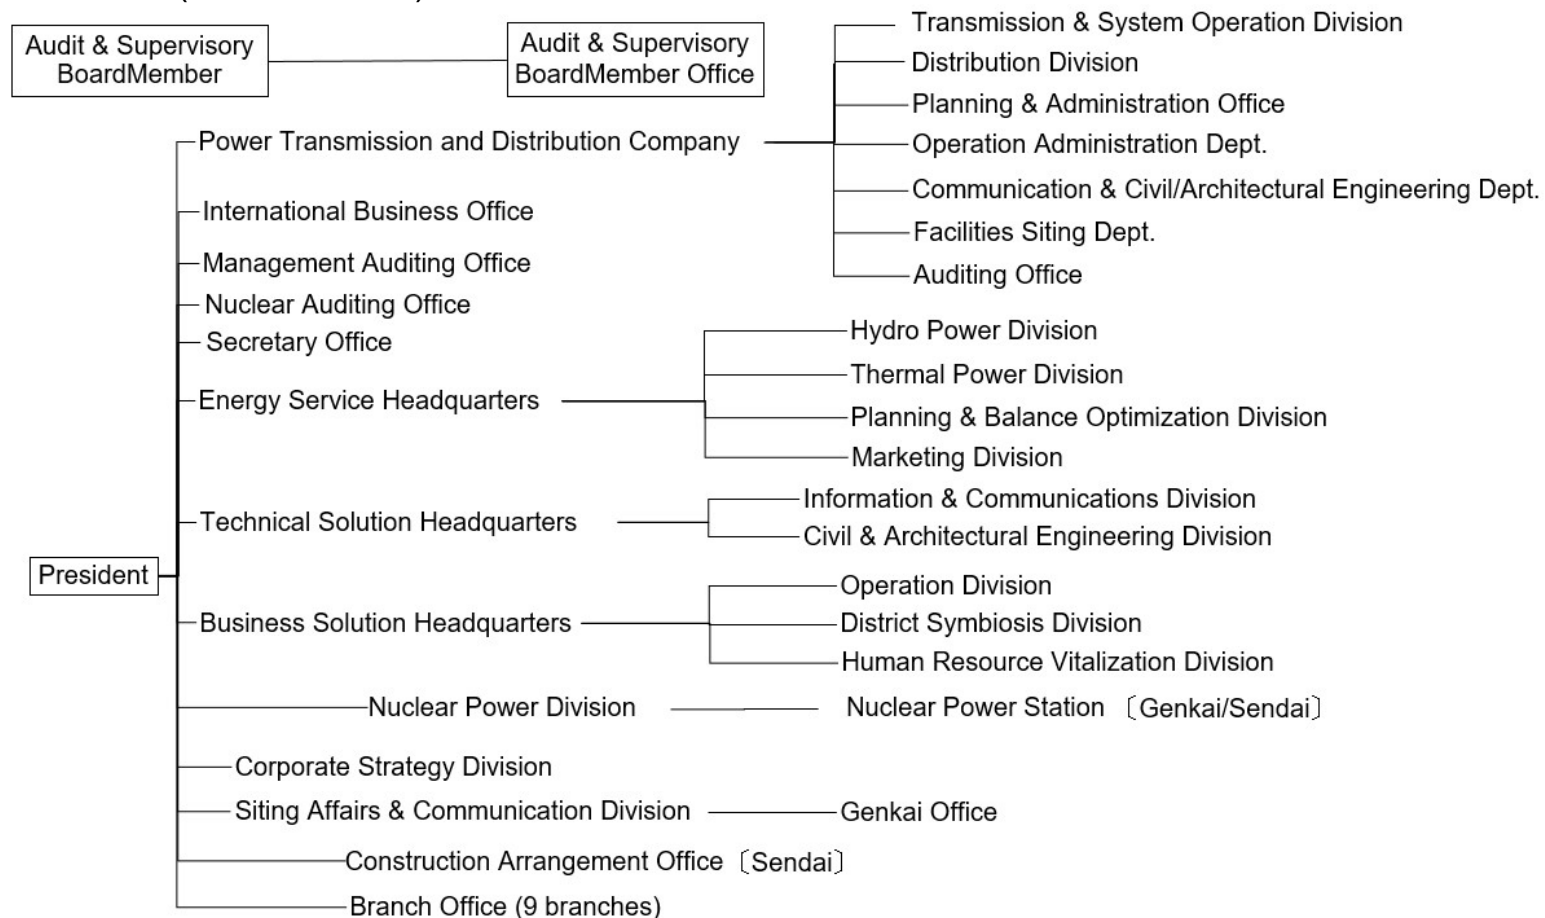 Audit & Supervisory
BoardMember
Audit & Supervisory
BoardMember Office
Transmission & System Operation Division
Distribution Division
Planning & Administration Office
Power Transmission and Distribution Company
Operation Administration Dept.
Communication & Civil/Architectural Engineering Dept.
Facilities Siting Dept.
Auditing Office
International Business Office
Management Auditing Office
Nuclear Auditing Office
Secretary Office
Energy Service Headquarters
Hydro Power Division
Thermal Power Division
Planning & Balance Optimization Division
Marketing Division
Technical Solution Headquarters
Information & Communications Division
Civil & Architectural Engineering Division
President
Business Solution Headquarters
Operation Division
District Symbiosis Division
Human Resource Vitalization Division
Nuclear Power Division
Nuclear Power Station 〔Genkai/Sendai〕
Corporate Strategy Division
Siting Affairs & Communication Division
Genkai Office
Construction Arrangement Office〔Sendai〕
Branch Office (9 branches)